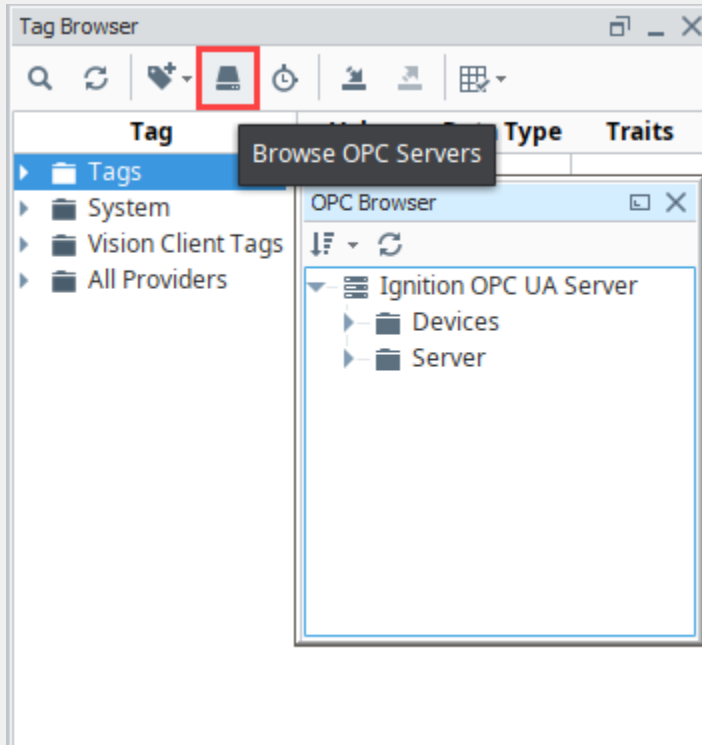 Tag Browser
Tag Type Traits
Browse OPC Servers
Tags
OPC Browser
System
Vision Client Tags
Ignition OPC UA Server
All Providers
Devices
Server